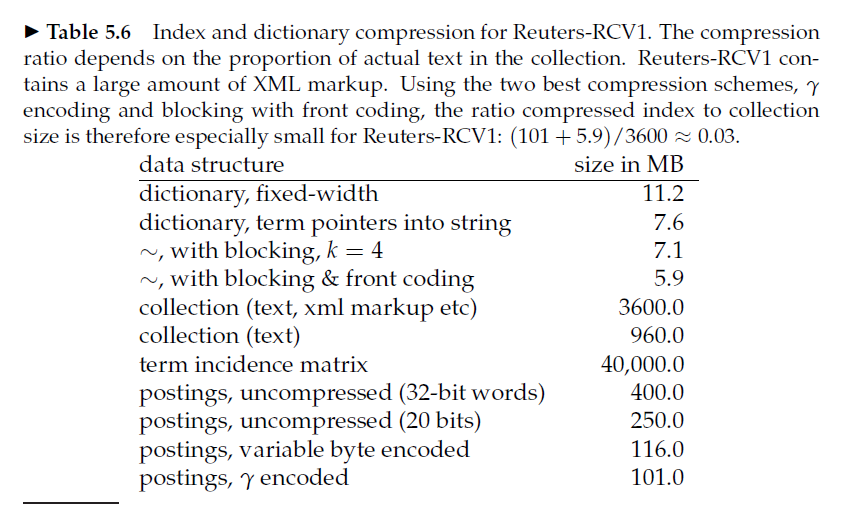 ▶ Table 5.6 Index and dictionary compression for Reuters-RCV1. The compression
ratio depends on the proportion of actual text in the collection. Reuters-RCV1 con-
tains a large amount of XML markup. Using the two best compression schemes, γ
encoding and blocking with front coding, the ratio compressed index to collection
size is therefore especially small for Reuters-RCV1: (101 + 5.9)/3600 ≈ 0.03.
data structure size in MB
dictionary, fixed-width 11.2
dictionary, term pointers into string 7.6
∼, with blocking, k = 4 7.1
∼, with blocking & front coding 5.9
collection (text, xml markup etc) 3600.0
collection (text) 960.0
term incidence matrix 40,000.0
postings, uncompressed (32-bit words) 400.0
postings, uncompressed (20 bits) 250.0
postings, variable byte encoded 116.0
postings, γ encoded 101.0